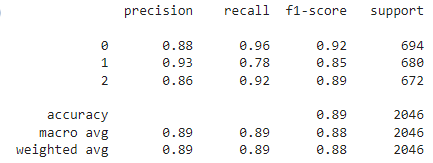 precision recall f1-score support
0 0.88 0.96 0.92 694
1 0.93 0.78 0.85 680
2 0.86 0.92 0.89 672
accuracy 0.89 2046
macro avg 0.89 0.89 0.88 2046
weighted avg 0.89 0.89 0.88 2046